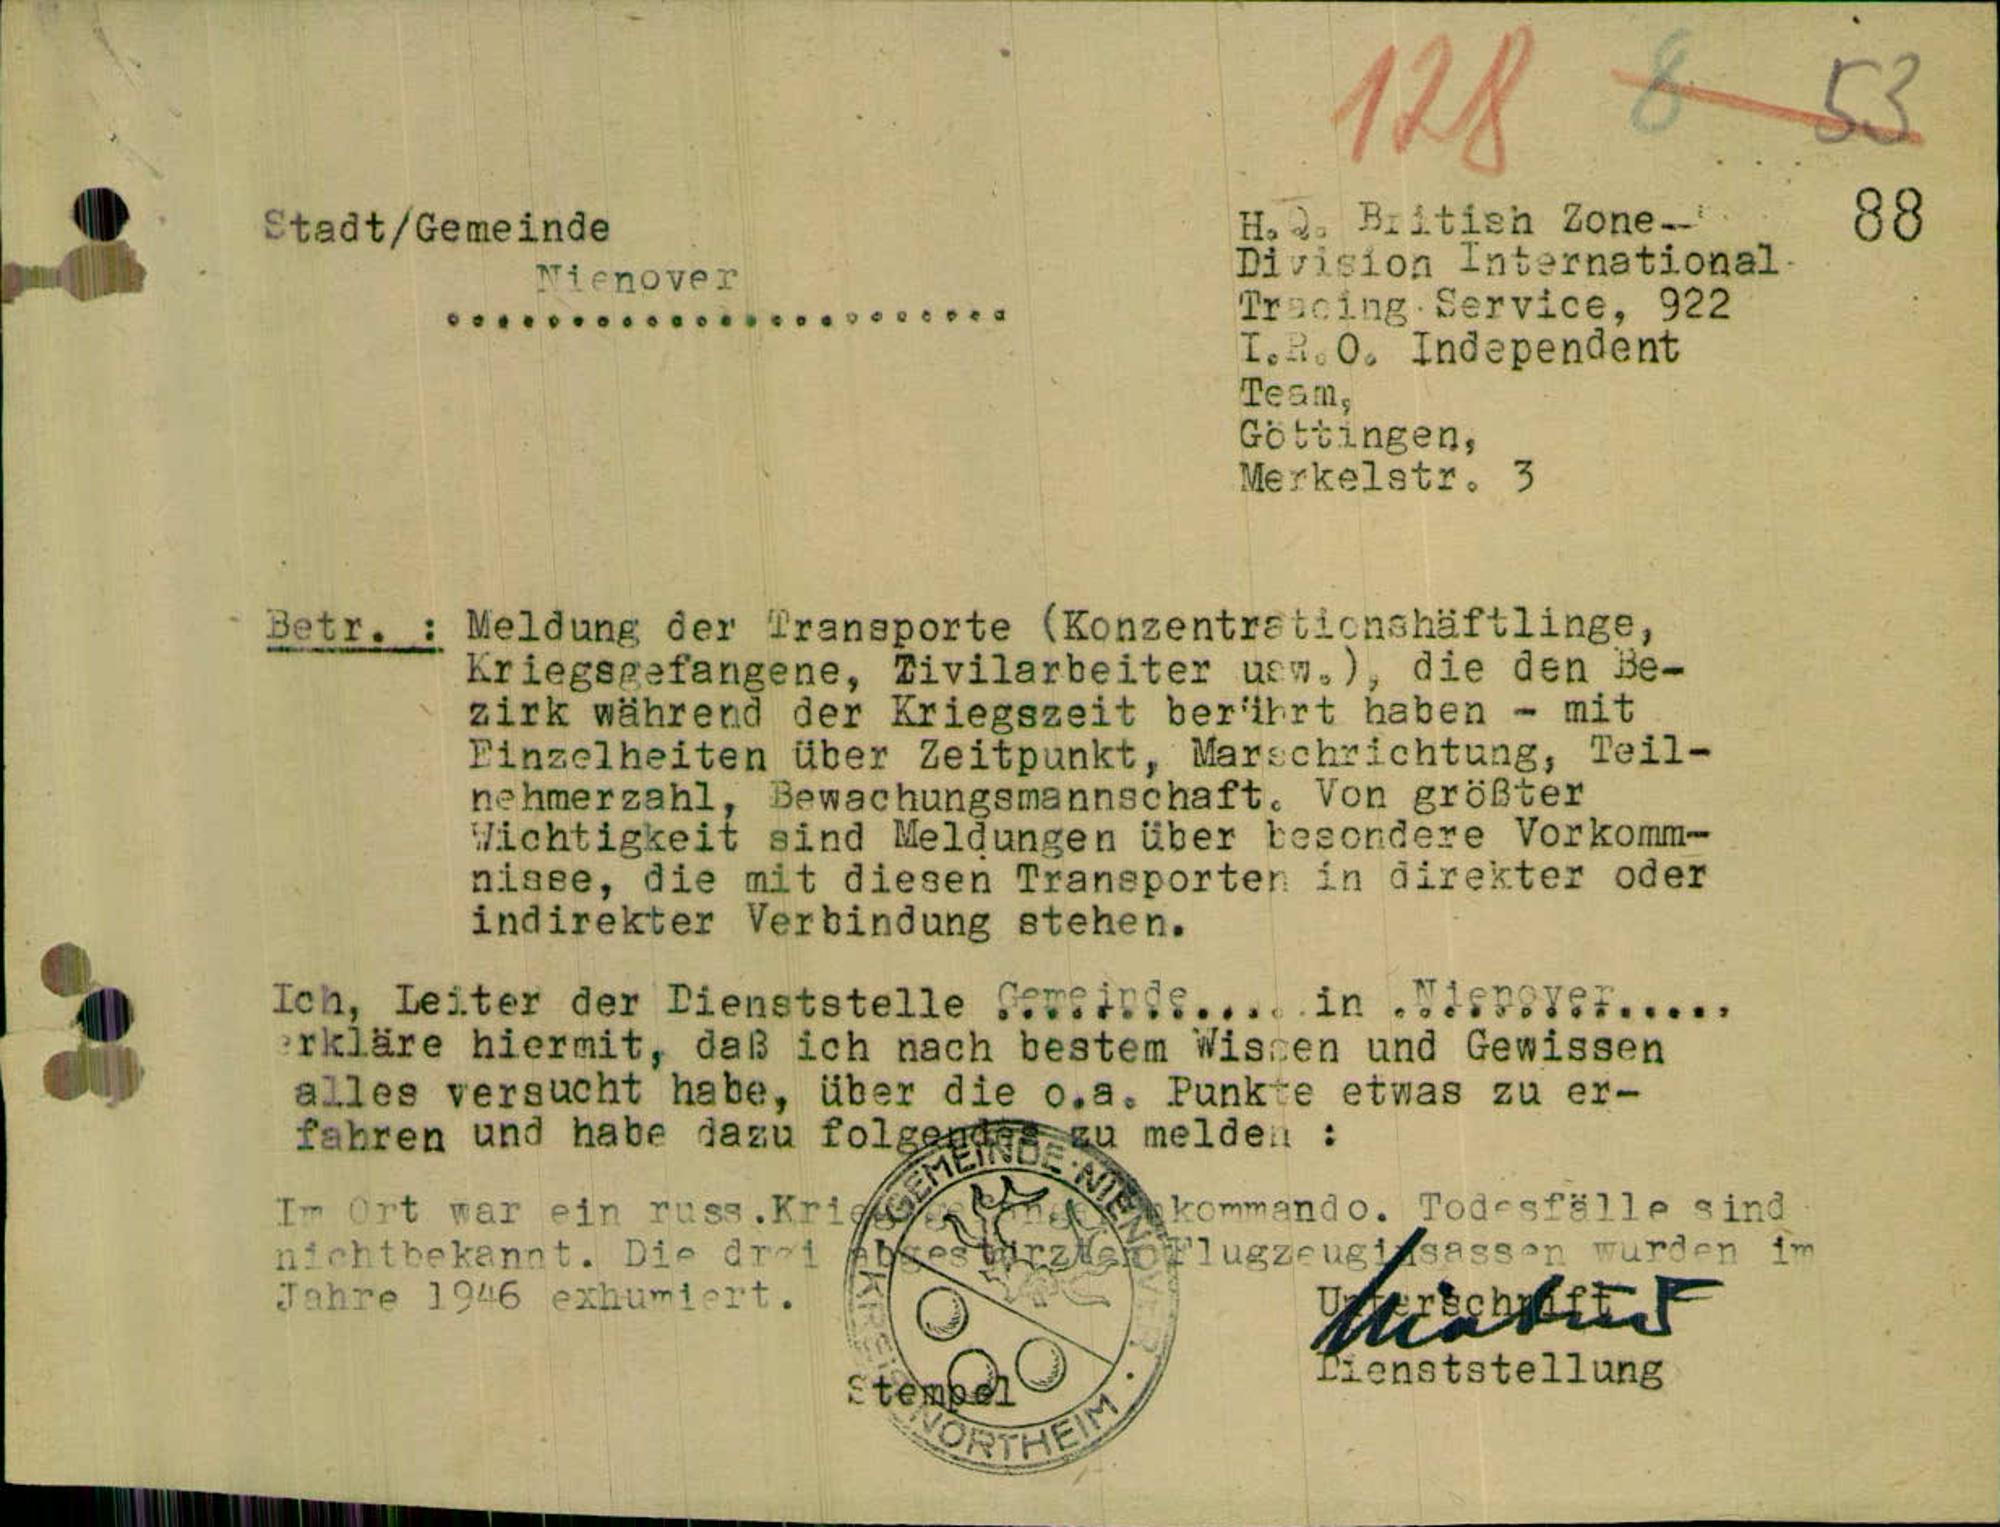 128 8 53
88
Stadt/Gemeinde
Nienover
.......................
H.Q. British Zone-
Division International
Tracing Service, 922
I.R.O. Independent
Team,
Göttingen,
Merkelstr. 3
Betr. : Meldung der Transporte (Konzentrationshäftlinge,
Kriegsgefangene, Zivilarbeiter usw.), die den Be-
zirk während der Kriegszeit berührt haben - mit
Einzelheiten über Zeitpunkt, Marschrichtung, Teil-
nehmerzahl, Bewachungsmannschaft. Von größter
Wichtigkeit sind Meldungen über besondere Vorkomm-
nisse, die mit diesen Transporten in direkter oder
indirekter Verbindung stehen.
Ich, Leiter der Dienststelle Gemeinde.... in .Nienover.....
erkläre hiermit, daß ich nach bestem Wissen und Gewissen
alles versucht habe, über die o.a. Punkte etwas zu er-
fahren und habe dazu folgendes zu melden :
Im Ort war ein russ.Kriegsgefangenenkommando. Todesfälle sind
nichtbekannt. Die drei abgestürzten Flugzeuginsassen wurden im
Jahre 1946 exhumiert.
Unterschrift
Dienststellung
Stempel
GEMEINDE·NIENOVER·
KREIS NORTHEIM